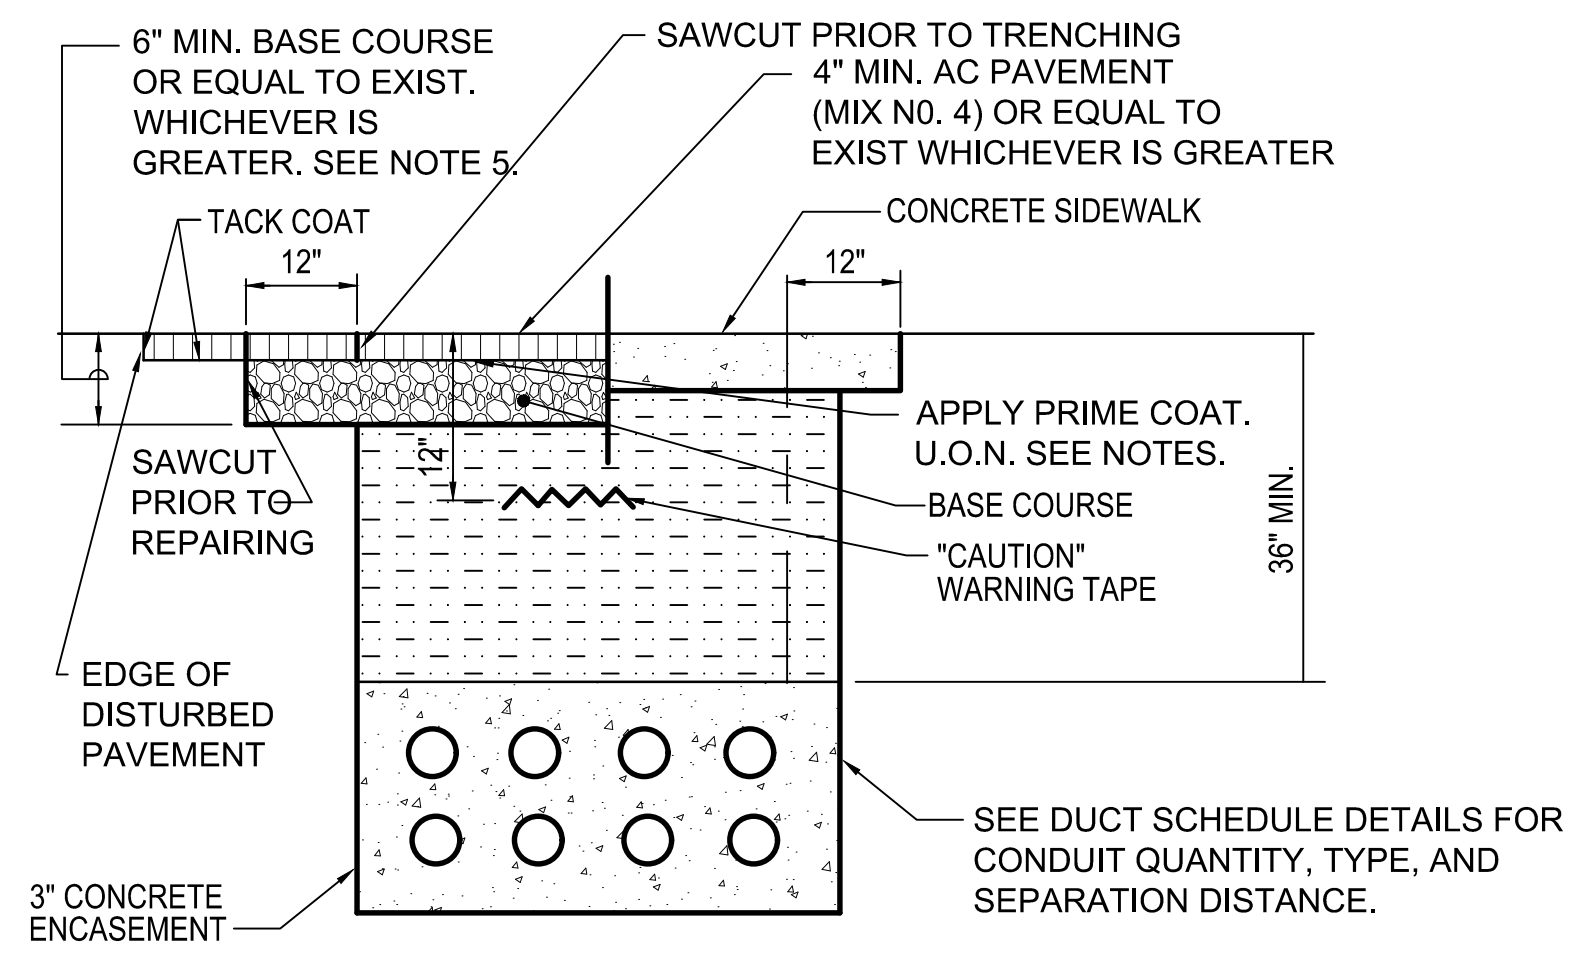 6" MIN. BASE COURSE
OR EQUAL TO EXIST.
WHICHEVER IS
GREATER. SEE NOTE 5.
SAWCUT PRIOR TO TRENCHING
4" MIN. AC PAVEMENT
(MIX N0. 4) OR EQUAL TO
EXIST WHICHEVER IS GREATER
TACK COAT
CONCRETE SIDEWALK
12"
12"
12"
APPLY PRIME COAT.
U.O.N. SEE NOTES.
SAWCUT
PRIOR TO
REPAIRING
BASE COURSE
"CAUTION"
WARNING TAPE
36" MIN.
EDGE OF
DISTURBED
PAVEMENT
SEE DUCT SCHEDULE DETAILS FOR
CONDUIT QUANTITY, TYPE, AND
SEPARATION DISTANCE.
3" CONCRETE
ENCASEMENT